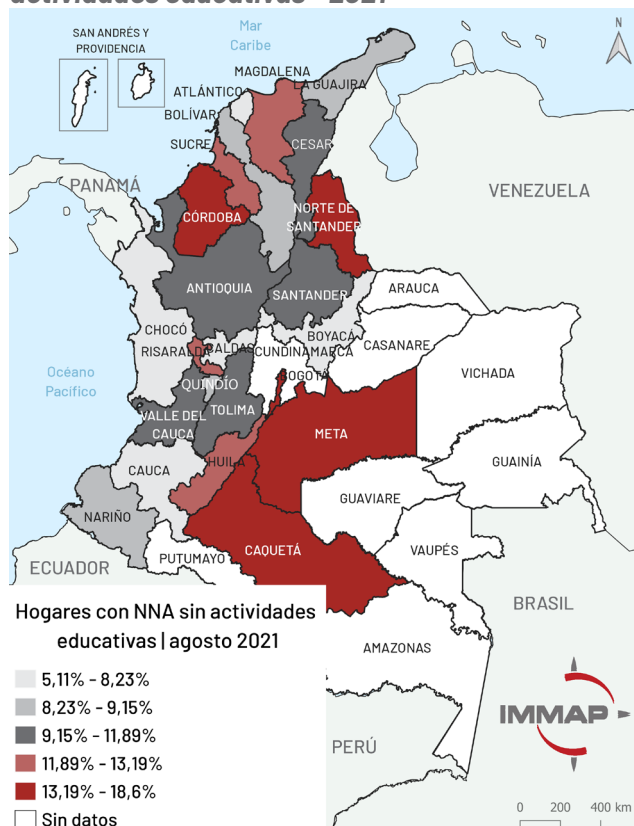 actividades educativas - 2021
Mar
Caribe
N
SAN ANDRÉS Y
PROVIDENCIA
MAGDALENA
LA GUAJIRA
ATLÁNTICO
BOLÍVAR
SUCRE
CESAR
PANAMÁ
VENEZUELA
CÓRDOBA
NORTE DE
SANTANDER
ANTIOQUIA
SANTANDER
ARAUCA
CHOCÓ
BOYACÁ
RISARALDA
CALDAS
CUNDINAMARCA
CASANARE
Océano
Pacífico
VICHADA
BOGOTÁ
QUINDÍO
TOLIMA
VALLE DEL
CAUCA
META
HUILA
CAUCA
GUAINÍA
GUAVIARE
NARIÑO
CAQUETÁ
VAUPÉS
PUTUMAYO
ECUADOR
BRASIL
Hogares con NNA sin actividades
educativas | agosto 2021
AMAZONAS
5,11% - 8,23%
8,23% - 9,15%
9,15% - 11,89%
11,89% - 13,19%
13,19% - 18,6%
Sin datos
IMMAP
PERÚ
0 200 400 km